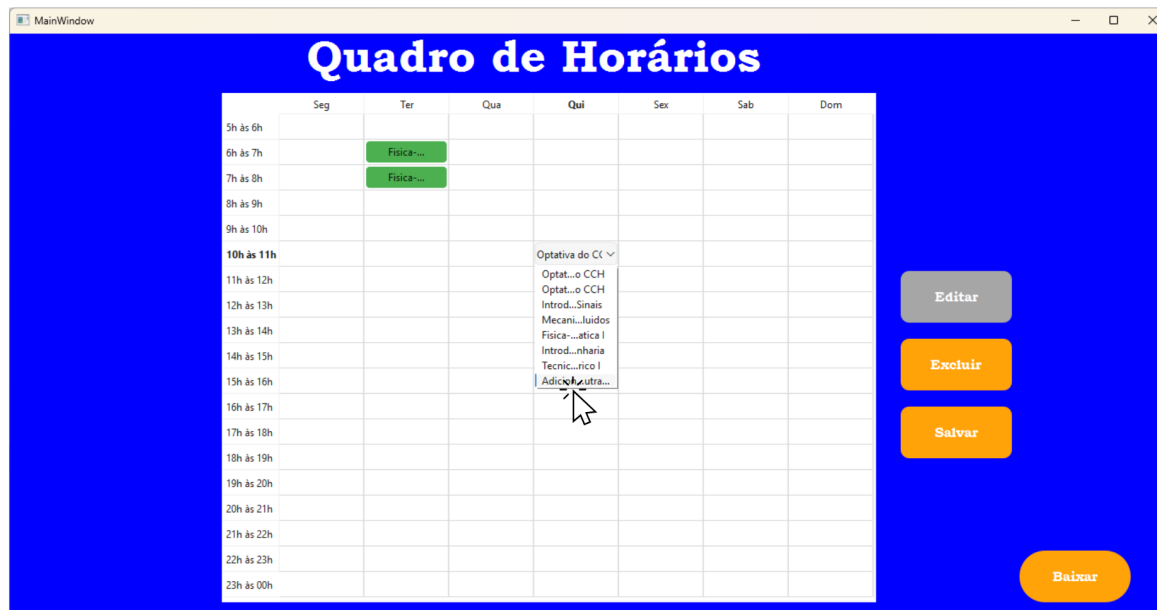 MainWindow
Quadro de Horários
Seg Ter Qua Qui Sex Sab Dom
5h às 6h
6h às 7h Fisica-...
7h às 8h Fisica-...
8h às 9h
9h às 10h
10h às 11h Optativa do C(
Optat...o CCH
11h às 12h
Optat...o CCH
12h às 13h Introd...Sinais
Mecani...luidos
13h às 14h Fisica-...atica I
14h às 15h Introd...nharia
Tecnic...rico I
15h às 16h
16h às 17h
17h às 18h
18h às 19h
19h às 20h
20h às 21h
21h às 22h
22h às 23h
23h às 00h
Editar
Excluir
Salvar
Baixar